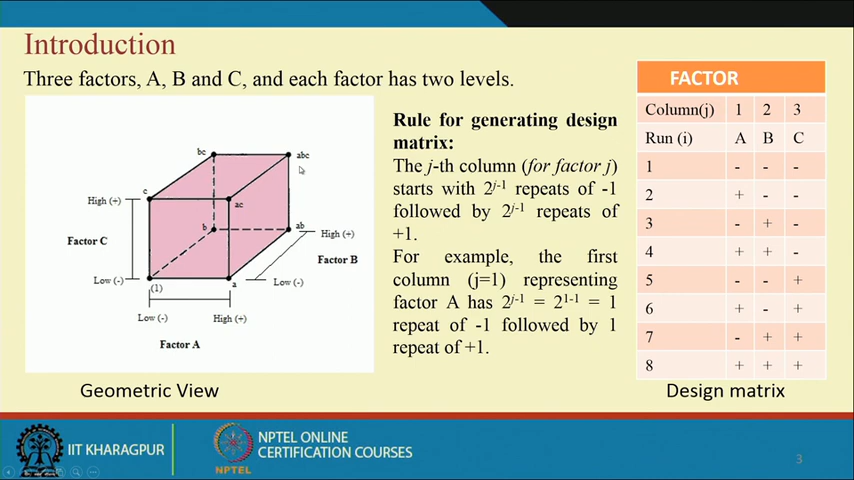 Introduction
Three factors, A, B and C, and each factor has two levels.
bc
abc
c
ac
High (+)
Factor C
b
ab
High (+)
Factor B
Low (-)
(1)
a
Low (-)
Low (-)
High (+)
Factor A
Geometric View
Rule for generating design
matrix:
The j-th column (for factor j)
starts with 2^{j-1} repeats of -1
followed by 2^{j-1} repeats of
+1.
For example, the first
column (j=1) representing
factor A has 2^{j-1} = 2^{1-1} = 1
repeat of -1 followed by 1
repeat of +1.
FACTOR
Column(j) 1 2 3
Run (i) A B C
1 - - -
2 + - -
3 - + -
4 + + -
5 - - +
6 + - +
7 - + +
8 + + +
Design matrix
IIT KHARAGPUR
NPTEL
NPTEL ONLINE
CERTIFICATION COURSES
3